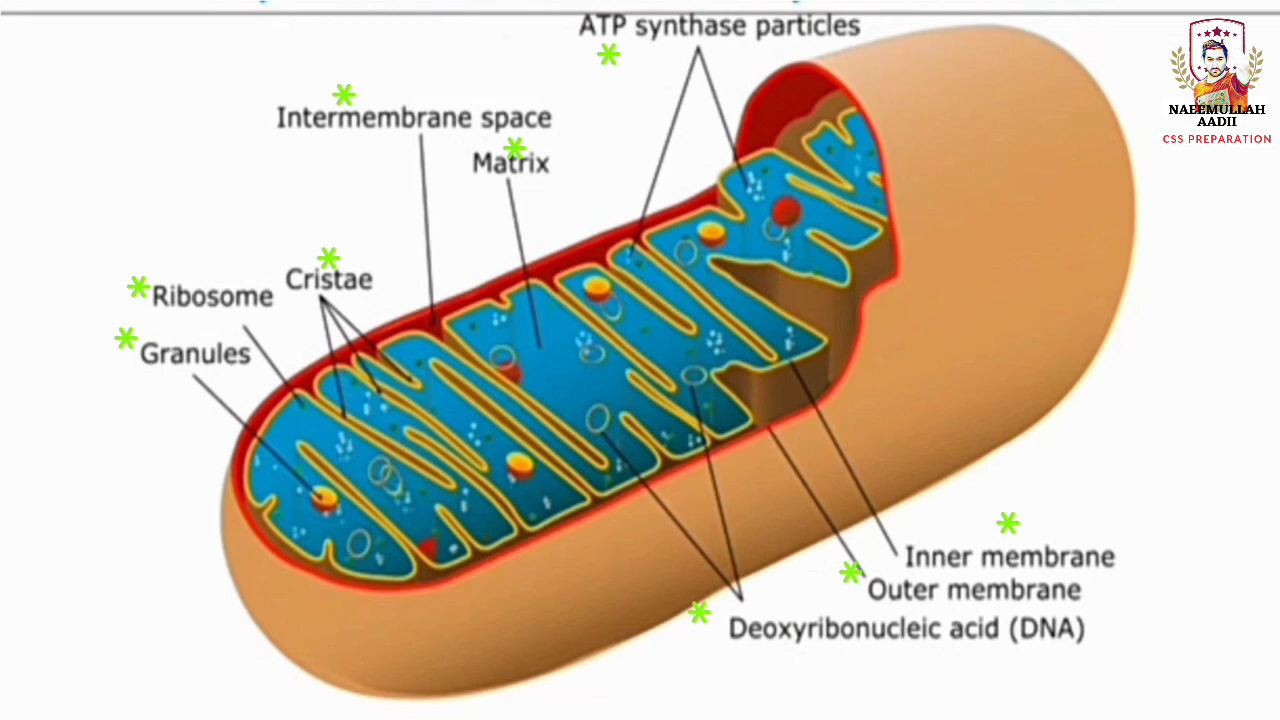 ATP synthase particles
Intermembrane space
Matrix
Cristae
Ribosome
Granules
Inner membrane
Outer membrane
Deoxyribonucleic acid (DNA)
NAEEMULLAH
AADII
CSS PREPARATION